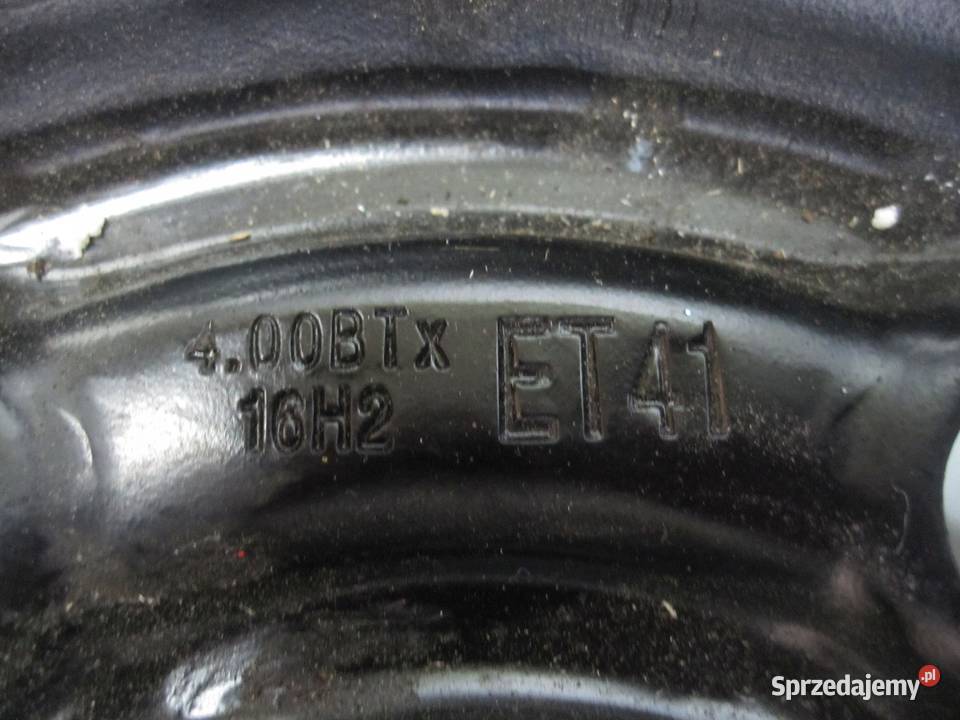 4.00BTx
16H2
ET41
Sprzedajemy.pl